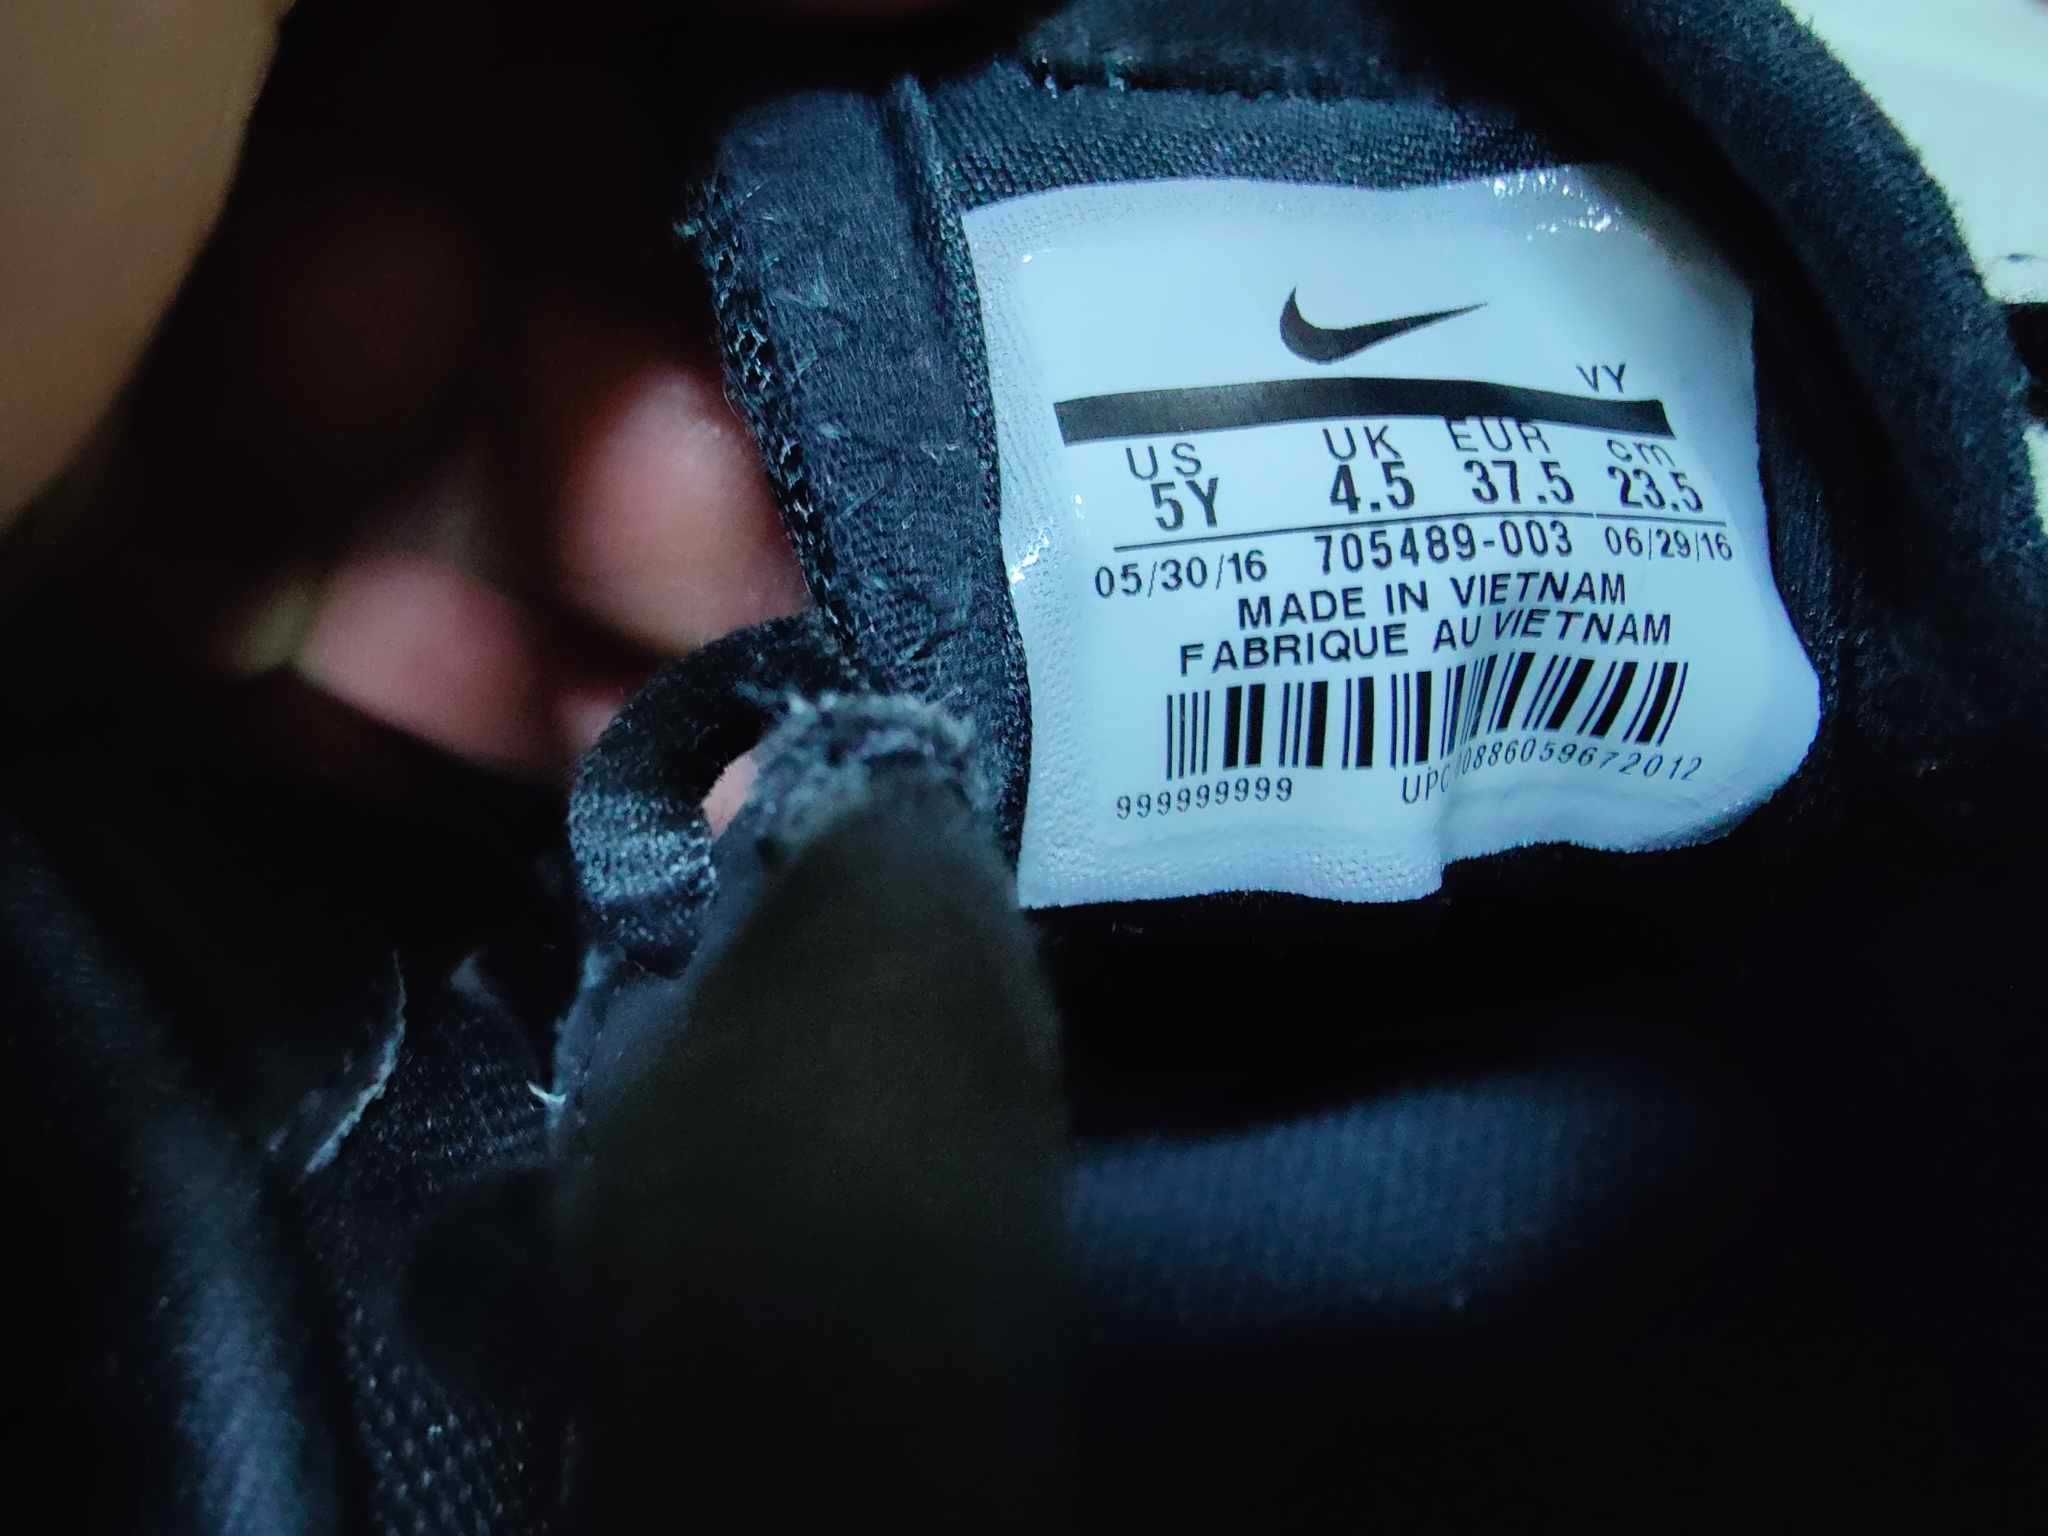 VY
US UK EUR cm
5Y 4.5 37.5 23.5
05/30/16 705489-003 06/29/16
MADE IN VIETNAM
FABRIQUE AU VIETNAM
999999999 UPC 0886059672012